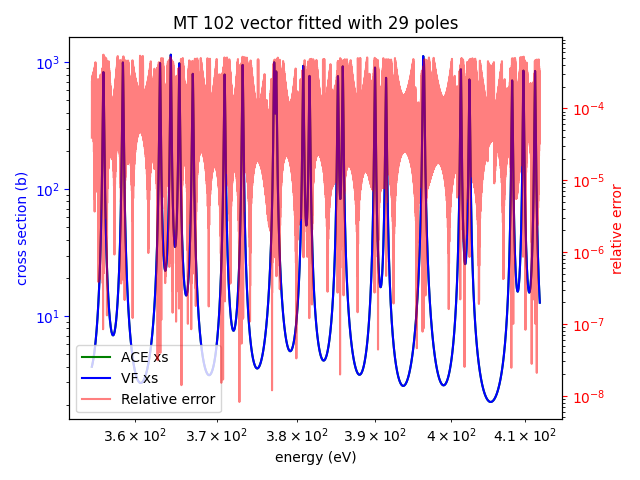 MT 102 vector fitted with 29 poles
10³
10²
10¹
cross section (b)
10⁻⁴
10⁻⁵
10⁻⁶
10⁻⁷
10⁻⁸
relative error
ACE xs
VF xs
Relative error
3.6 × 10² 3.7 × 10² 3.8 × 10² 3.9 × 10² 4 × 10² 4.1 × 10²
energy (eV)